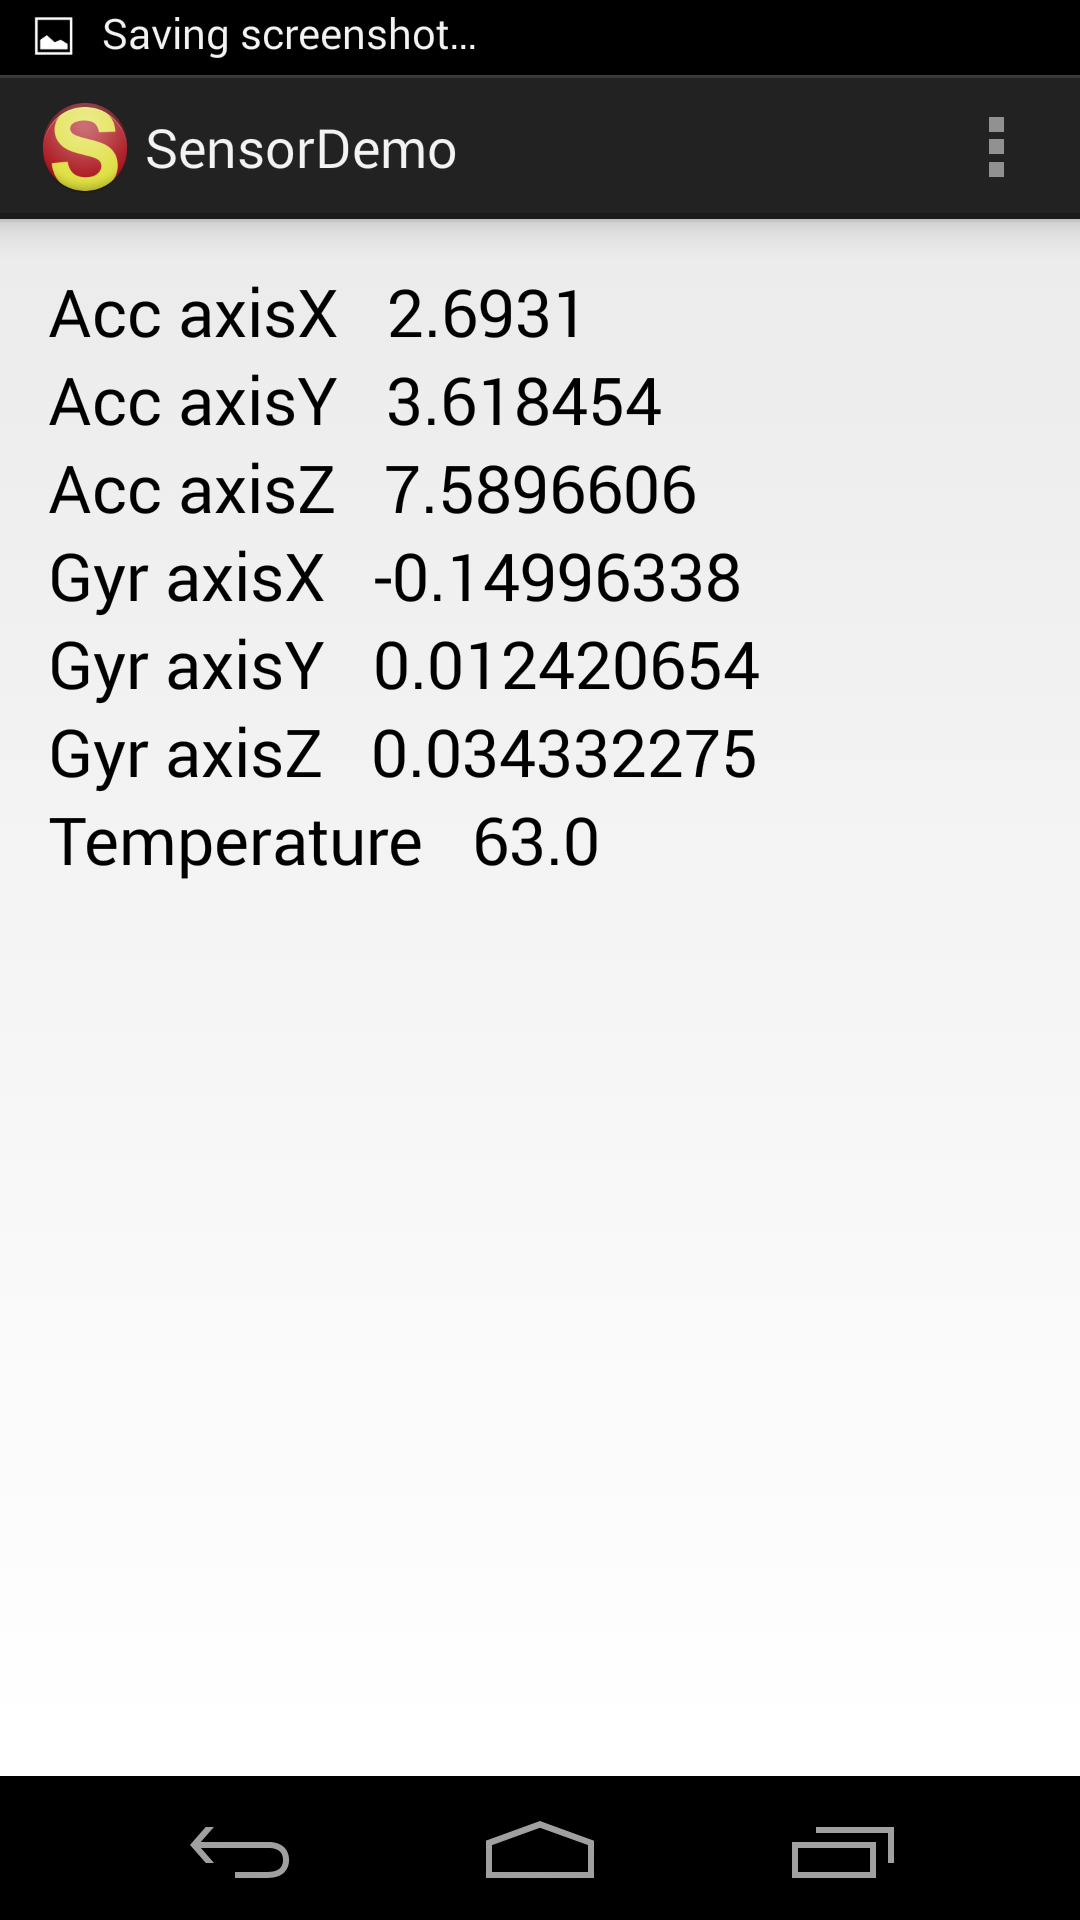 Saving screenshot...
S SensorDemo
Acc axisX 2.6931
Acc axisY 3.618454
Acc axisZ 7.5896606
Gyr axisX -0.14996338
Gyr axisY 0.012420654
Gyr axisZ 0.034332275
Temperature 63.0